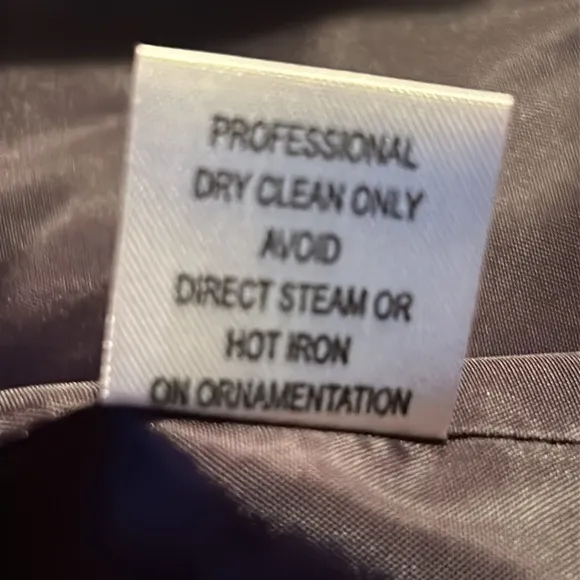 PROFESSIONAL
DRY CLEAN ONLY
AVOID
DIRECT STEAM OR
HOT IRON
ON ORNAMENTATION